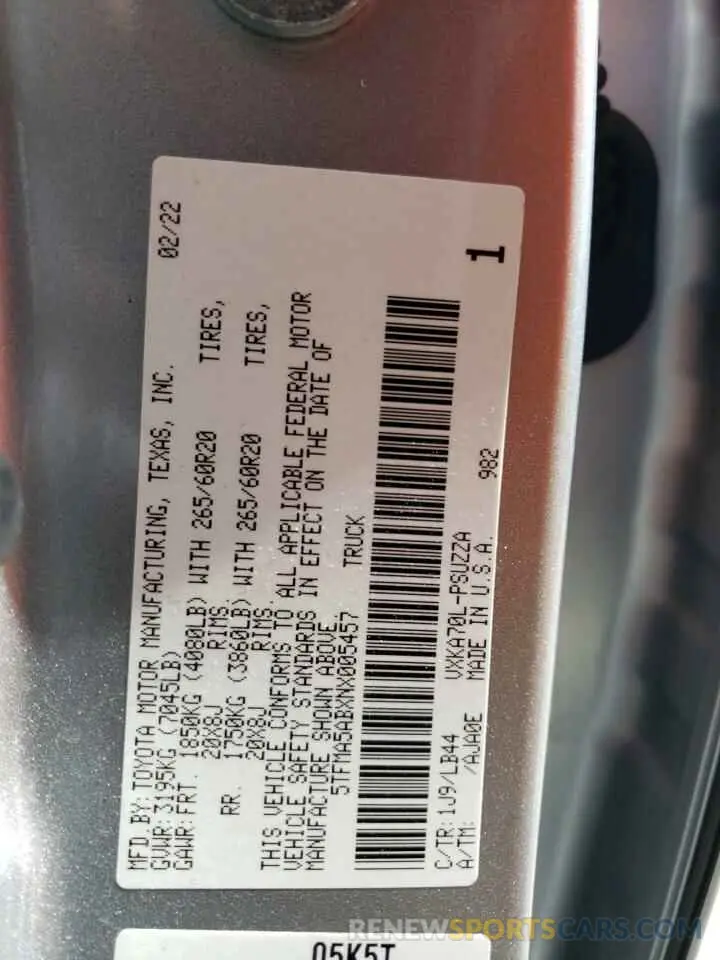 MFD.BY:TOYOTA MOTOR MANUFACTURING, TEXAS, INC. 02/22
GVWR:3195KG (7045LB)
GAWR:FRT. 1850KG (4080LB) WITH 265/60R20 TIRES,
20X8J RIMS
RR. 1750KG (3860LB) WITH 265/60R20 TIRES,
20X8J RIMS.
THIS VEHICLE CONFORMS TO ALL APPLICABLE FEDERAL MOTOR
VEHICLE SAFETY STANDARDS IN EFFECT ON THE DATE OF
MANUFACTURE SHOWN ABOVE.
5TFMA5ABXNX005457 TRUCK
C/TR:1J9/LB44 VXKA70L-PSUZZA 982 1
A/TM: /AJA0E MADE IN U.S.A.
05K5T
RENEWSPORTSCARS.COM